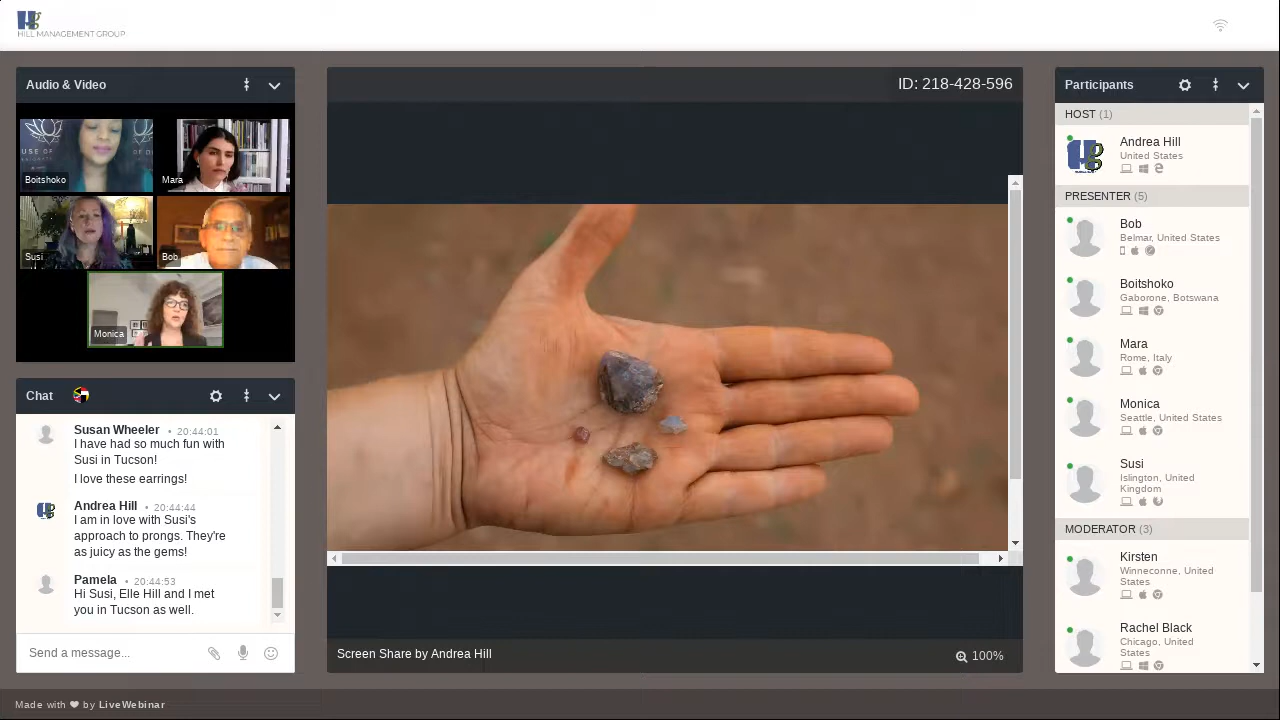 Hg
HILL MANAGEMENT GROUP
Audio & Video
Boitshoko
Mara
Susi
Bob
Monica
Chat
Susan Wheeler • 20:44:01
I have had so much fun with
Susi in Tucson!
I love these earrings!
Andrea Hill • 20:44:44
I am in love with Susi's
approach to prongs. They're
as juicy as the gems!
Pamela • 20:44:53
Hi Susi, Elle Hill and I met
you in Tucson as well.
Send a message...
ID: 218-428-596
Screen Share by Andrea Hill
100%
Participants
HOST (1)
Andrea Hill
United States
PRESENTER (5)
Bob
Belmar, United States
Boitshoko
Gaborone, Botswana
Mara
Rome, Italy
Monica
Seattle, United States
Susi
Islington, United
Kingdom
MODERATOR (3)
Kirsten
Winneconne, United
States
Rachel Black
Chicago, United
States
Made with ❤ by LiveWebinar